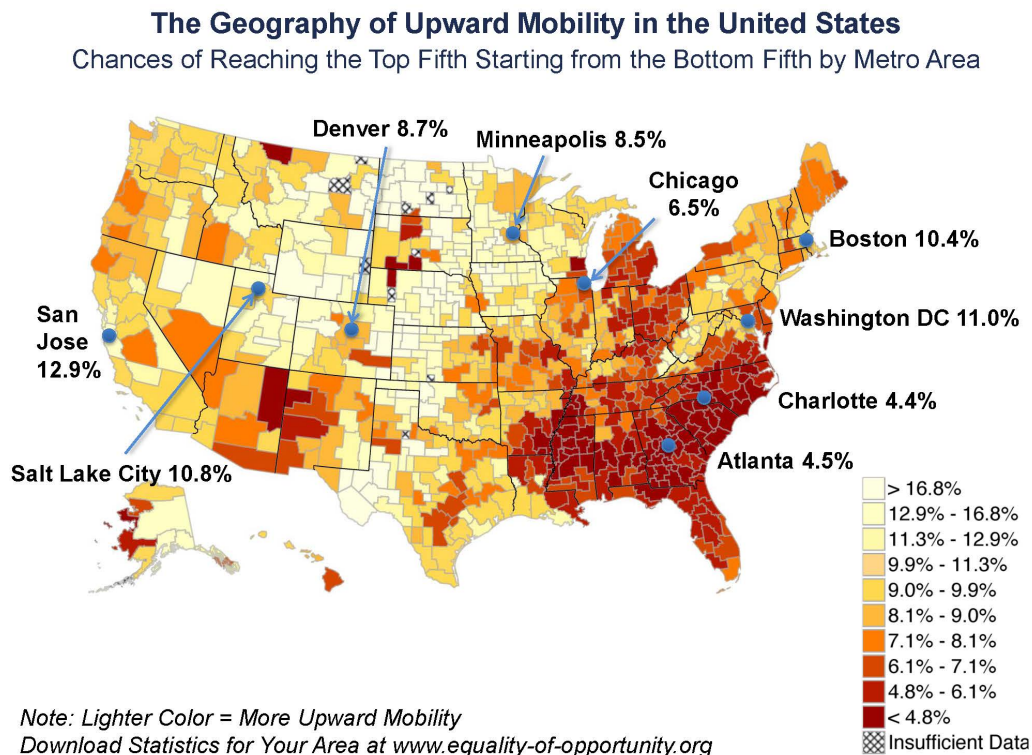 The Geography of Upward Mobility in the United States
Chances of Reaching the Top Fifth Starting from the Bottom Fifth by Metro Area
Denver 8.7%
Minneapolis 8.5%
Chicago
6.5%
Boston 10.4%
San
Jose
12.9%
Washington DC 11.0%
Charlotte 4.4%
Atlanta 4.5%
Salt Lake City 10.8%
> 16.8%
12.9% - 16.8%
11.3% - 12.9%
9.9% - 11.3%
9.0% - 9.9%
8.1% - 9.0%
7.1% - 8.1%
6.1% - 7.1%
4.8% - 6.1%
< 4.8%
Insufficient Data
Note: Lighter Color = More Upward Mobility
Download Statistics for Your Area at www.equality-of-opportunity.org